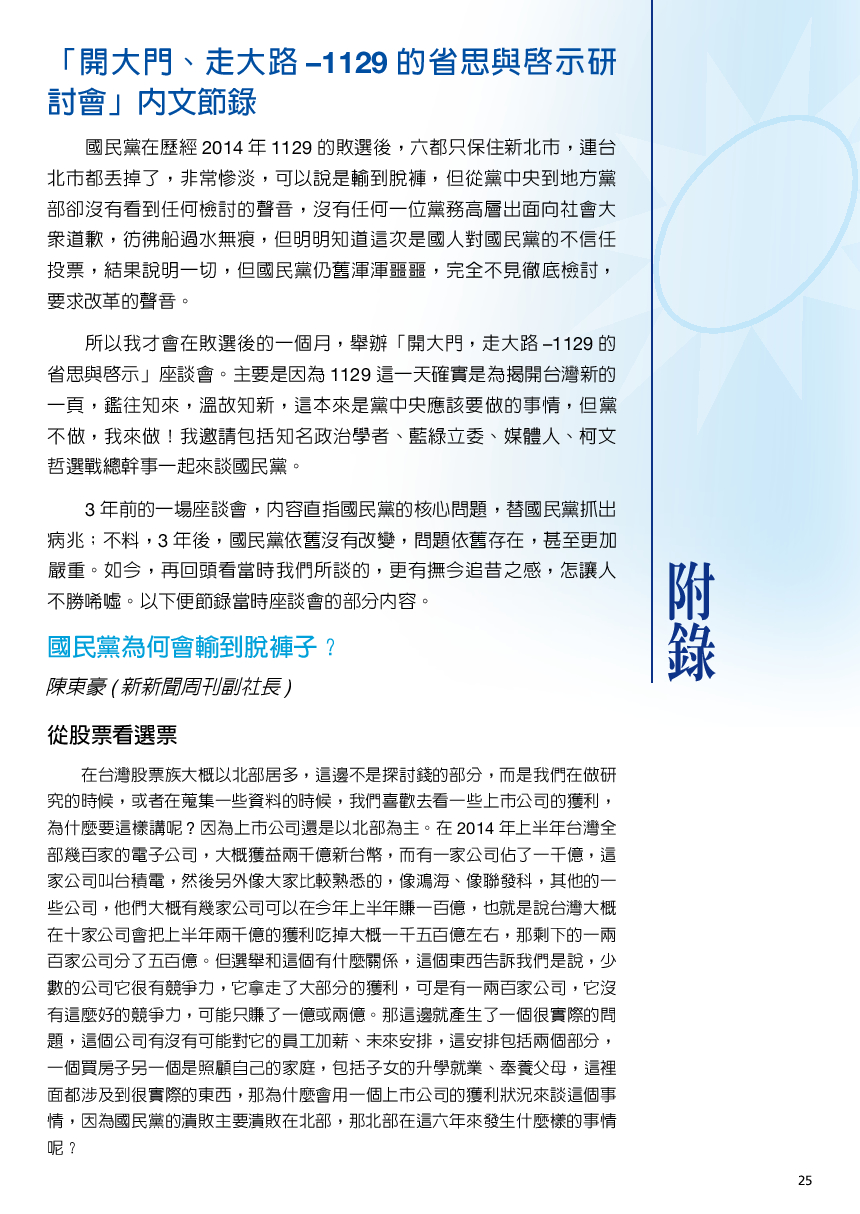 「開大門、走大路 –1129 的省思與啓示研
討會」內文節錄
國民黨在歷經 2014 年 1129 的敗選後，六都只保住新北市，連台
北市都丟掉了，非常慘淡，可以說是輸到脫褲，但從黨中央到地方黨
部卻沒有看到任何檢討的聲音，沒有任何一位黨務高層出面向社會大
眾道歉，彷彿船過水無痕，但明明知道這次是國人對國民黨的不信任
投票，結果說明一切，但國民黨仍舊渾渾噩噩，完全不見徹底檢討，
要求改革的聲音。
所以我才會在敗選後的一個月，舉辦「開大門，走大路 –1129 的
省思與啓示」座談會。主要是因為 1129 這一天確實是為揭開台灣新的
一頁，鑑往知來，溫故知新，這本來是黨中央應該要做的事情，但黨
不做，我來做！我邀請包括知名政治學者、藍綠立委、媒體人、柯文
哲選戰總幹事一起來談國民黨。
3 年前的一場座談會，內容直指國民黨的核心問題，替國民黨抓出
病兆；不料，3 年後，國民黨依舊沒有改變，問題依舊存在，甚至更加
嚴重。如今，再回頭看當時我們所談的，更有撫今追昔之感，怎讓人
不勝唏噓。以下便節錄當時座談會的部分內容。
國民黨為何會輸到脫褲子？
陳東豪 ( 新新聞周刊副社長 )
從股票看選票
在台灣股票族大概以北部居多，這邊不是探討錢的部分，而是我們在做研
究的時候，或者在蒐集一些資料的時候，我們喜歡去看一些上市公司的獲利，
為什麼要這樣講呢？因為上市公司還是以北部為主。在 2014 年上半年台灣全
部幾百家的電子公司，大概獲益兩千億新台幣，而有一家公司佔了一千億，這
家公司叫台積電，然後另外像大家比較熟悉的，像鴻海、像聯發科，其他的一
些公司，他們大概有幾家公司可以在今年上半年賺一百億，也就是說台灣大概
在十家公司會把上半年兩千億的獲利吃掉大概一千五百億左右，那剩下的一兩
百家公司分了五百億。但選舉和這個有什麼關係，這個東西告訴我們是說，少
數的公司它很有競爭力，它拿走了大部分的獲利，可是有一兩百家公司，它沒
有這麼好的競爭力，可能只賺了一億或兩億。那這邊就產生了一個很實際的問
題，這個公司有沒有可能對它的員工加薪、未來安排，這安排包括兩個部分，
一個買房子另一個是照顧自己的家庭，包括子女的升學就業、奉養父母，這裡
面都涉及到很實際的東西，那為什麼會用一個上市公司的獲利狀況來談這個事
情，因為國民黨的潰敗主要潰敗在北部，那北部在這六年來發生什麼樣的事情
呢？
附錄
25